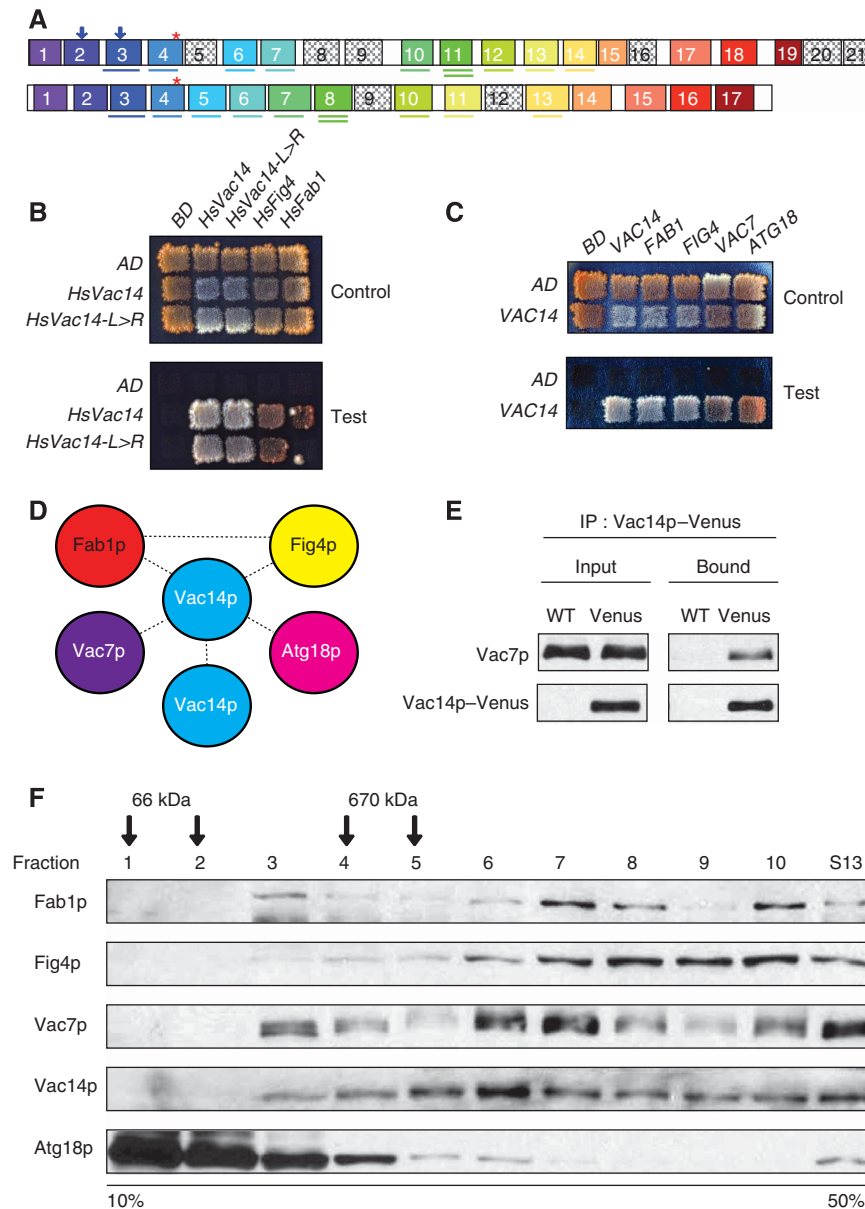 A
1 2 3 4 * 5 6 7 8 9 10 11 12 13 14 15 16 17 18 19 20 21
1 2 3 4 * 5 6 7 8 9 10 11 12 13 14 15 16 17
B
BD HsVac14 HsVac14-L>R HsFig4 HsFab1
AD
HsVac14
HsVac14-L>R
Control
AD
HsVac14
HsVac14-L>R
Test
C
BD VAC14 FAB1 FIG4 VAC7 ATG18
AD
VAC14
Control
AD
VAC14
Test
D
Fab1p
Fig4p
Vac14p
Vac7p
Atg18p
Vac14p
E
IP : Vac14p–Venus
Input Bound
WT Venus WT Venus
Vac7p
Vac14p–Venus
F
66 kDa 670 kDa
Fraction 1 2 3 4 5 6 7 8 9 10 S13
Fab1p
Fig4p
Vac7p
Vac14p
Atg18p
10% 50%